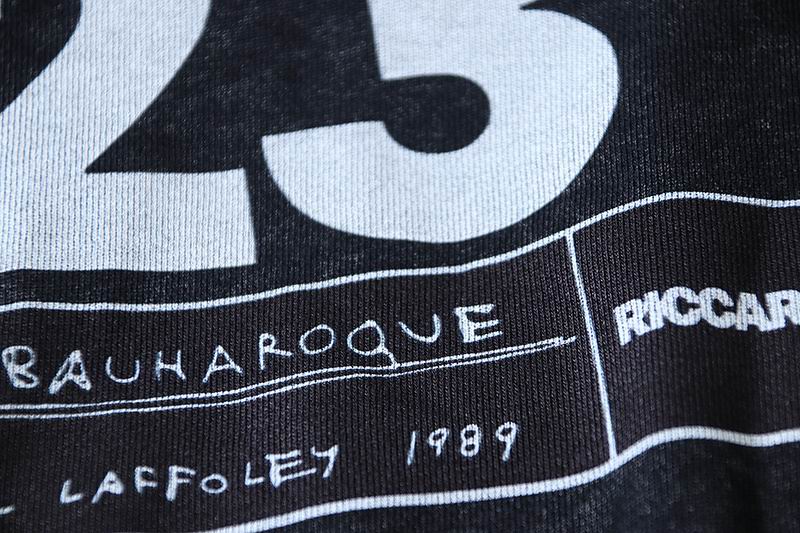 23
BAUHAROQUE
L LAFFOLEY 1989
RICCAR